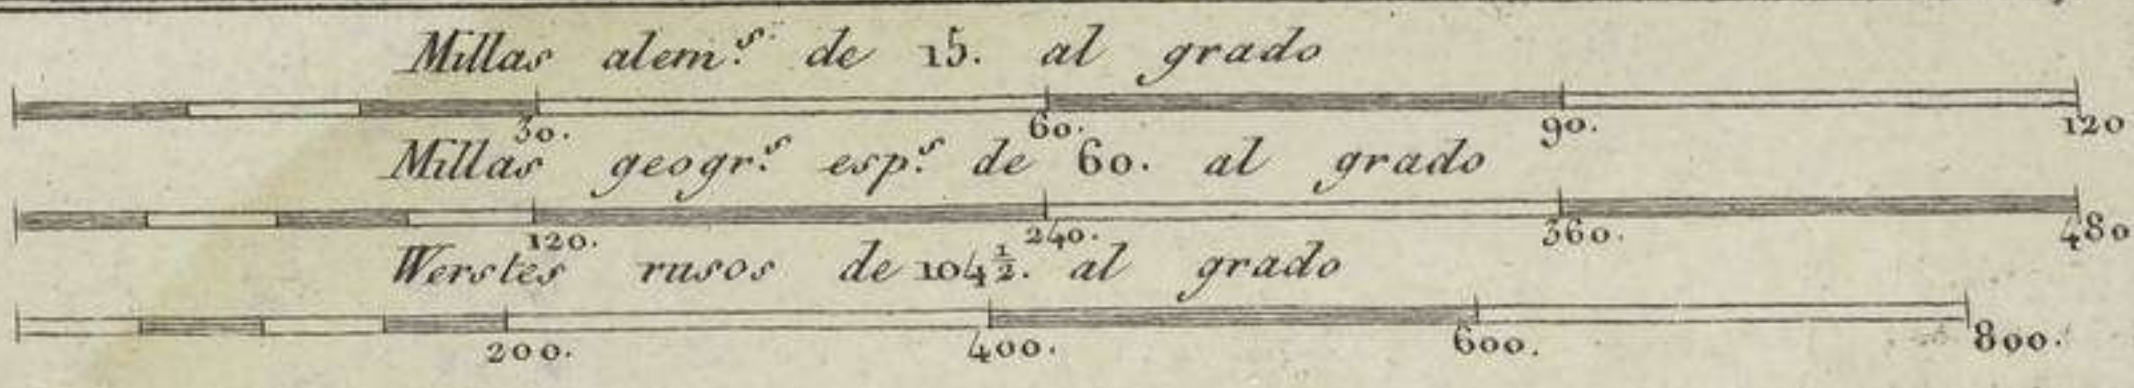 Millas alem.ˢ de 15. al grado
30. 60. 90. 120
Millas geogr.ˢ esp.ˢ de 60. al grado
120. 240. 360. 480
Werstes rusos de 104½. al grado
200. 400. 600. 800.